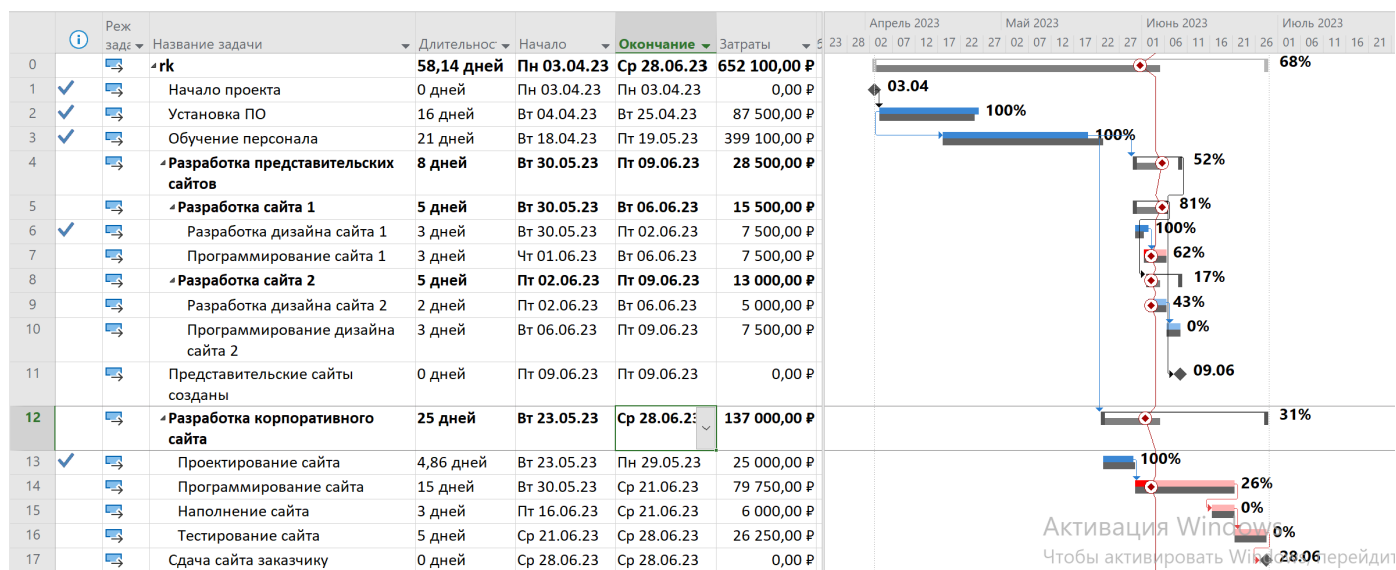 Реж
задач Название задачи Длительност Начало Окончание Затраты
Апрель 2023 Май 2023 Июнь 2023 Июль 2023
23 28 02 07 12 17 22 27 02 07 12 17 22 27 01 06 11 16 21 26 01 06 11 16 21
0 rk 58,14 дней Пн 03.04.23 Ср 28.06.23 652 100,00 ₽ 68%
1 Начало проекта 0 дней Пн 03.04.23 Пн 03.04.23 0,00 ₽ 03.04
2 Установка ПО 16 дней Вт 04.04.23 Вт 25.04.23 87 500,00 ₽ 100%
3 Обучение персонала 21 дней Вт 18.04.23 Пт 19.05.23 399 100,00 ₽ 100%
4 Разработка представительских 8 дней Вт 30.05.23 Пт 09.06.23 28 500,00 ₽ 52%
сайтов
5 Разработка сайта 1 5 дней Вт 30.05.23 Вт 06.06.23 15 500,00 ₽ 81%
6 Разработка дизайна сайта 1 3 дней Вт 30.05.23 Пт 02.06.23 7 500,00 ₽ 100%
7 Программирование сайта 1 3 дней Чт 01.06.23 Вт 06.06.23 7 500,00 ₽ 62%
8 Разработка сайта 2 5 дней Пт 02.06.23 Пт 09.06.23 13 000,00 ₽ 17%
9 Разработка дизайна сайта 2 2 дней Пт 02.06.23 Вт 06.06.23 5 000,00 ₽ 43%
10 Программирование дизайна 3 дней Вт 06.06.23 Пт 09.06.23 7 500,00 ₽ 0%
сайта 2
11 Представительские сайты 0 дней Пт 09.06.23 Пт 09.06.23 0,00 ₽ 09.06
созданы
12 Разработка корпоративного 25 дней Вт 23.05.23 Ср 28.06.23 137 000,00 ₽ 31%
сайта
13 Проектирование сайта 4,86 дней Вт 23.05.23 Пн 29.05.23 25 000,00 ₽ 100%
14 Программирование сайта 15 дней Вт 30.05.23 Ср 21.06.23 79 750,00 ₽ 26%
15 Наполнение сайта 3 дней Пт 16.06.23 Ср 21.06.23 6 000,00 ₽ 0%
16 Тестирование сайта 5 дней Ср 21.06.23 Ср 28.06.23 26 250,00 ₽ 0%
17 Сдача сайта заказчику 0 дней Ср 28.06.23 Ср 28.06.23 0,00 ₽ 28.06
Активация Windows
Чтобы активировать Windows, перейдит